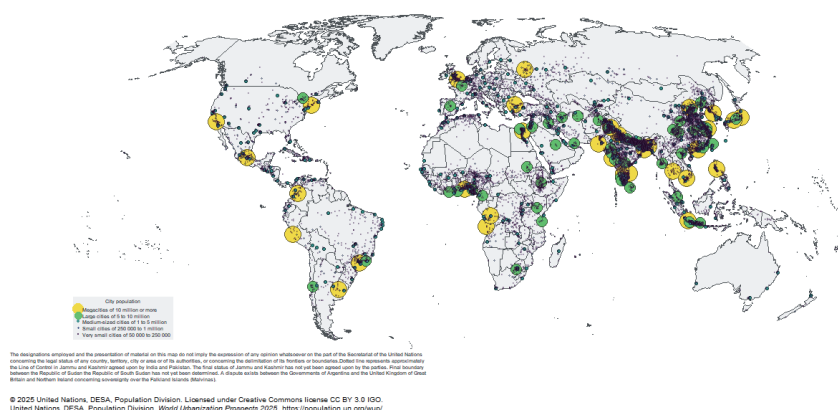 City population
Megacities of 10 million or more
Large cities of 5 to 10 million
Medium-sized cities of 1 to 5 million
Small cities of 250 000 to 1 million
Very small cities of 50 000 to 250 000
The designations employed and the presentation of material on this map do not imply the expression of any opinion whatsoever on the part of the Secretariat of the United Nations
concerning the legal status of any country, territory, city or area or of its authorities, or concerning the delimitation of its frontiers or boundaries.Dotted line represents approximately
the Line of Control in Jammu and Kashmir agreed upon by India and Pakistan. The final status of Jammu and Kashmir has not yet been agreed upon by the parties. Final boundary
between the Republic of Sudan the Republic of South Sudan has not yet been determined. A dispute exists between the Governments of Argentina and the United Kingdom of Great
Britain and Northern Ireland concerning sovereignty over the Falkland Islands (Malvinas).
© 2025 United Nations, DESA, Population Division. Licensed under Creative Commons license CC BY 3.0 IGO.
United Nations, DESA, Population Division. World Urbanization Prospects 2025. https://population.un.org/wup/